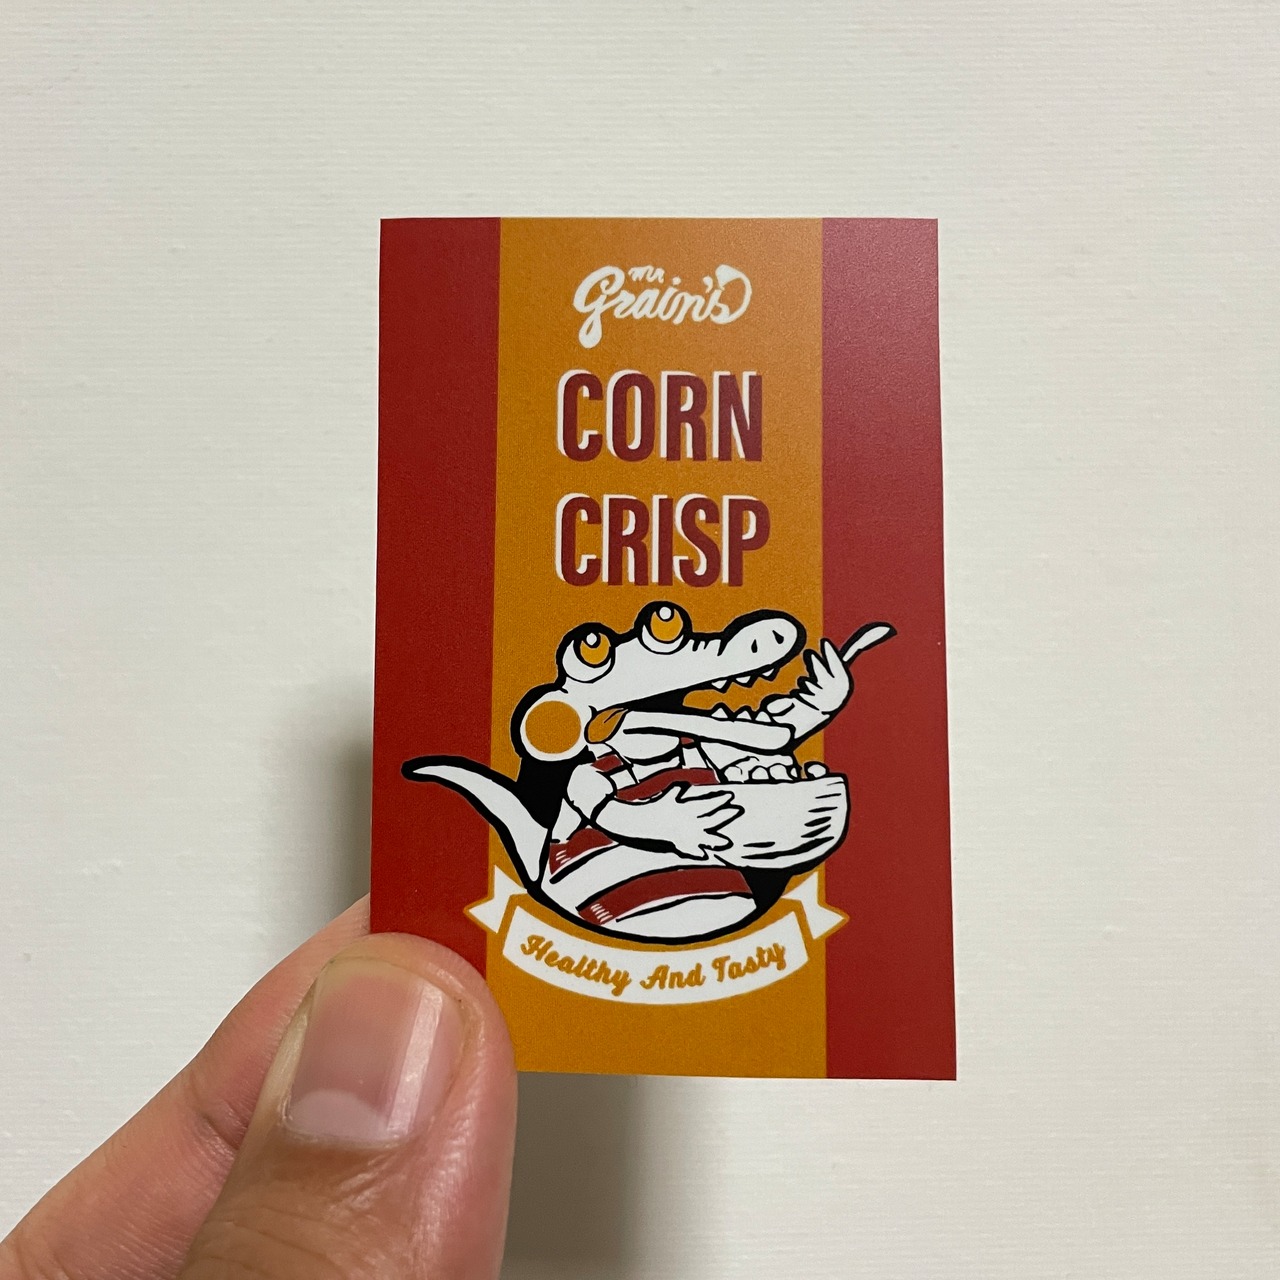 mr
Grain's
CORN
CRISP
Healthy And Tasty